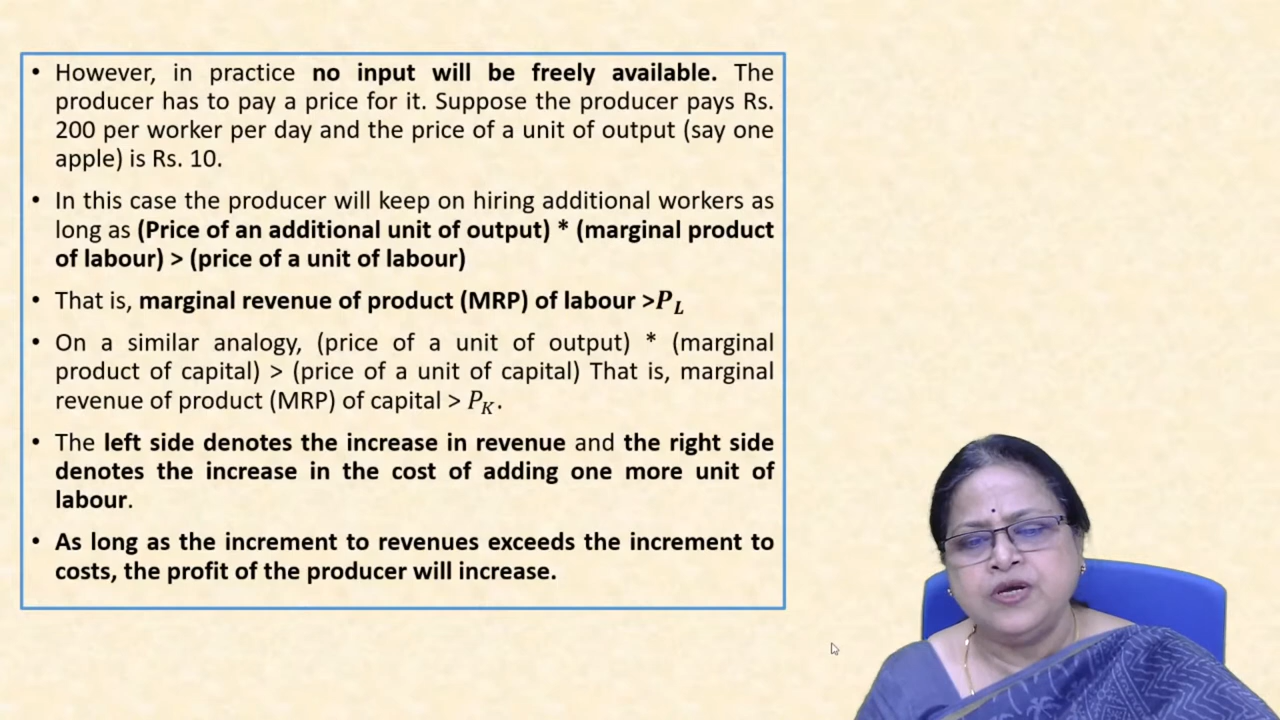 • However, in practice no input will be freely available. The
producer has to pay a price for it. Suppose the producer pays Rs.
200 per worker per day and the price of a unit of output (say one
apple) is Rs. 10.
• In this case the producer will keep on hiring additional workers as
long as (Price of an additional unit of output) * (marginal product
of labour) > (price of a unit of labour)
• That is, marginal revenue of product (MRP) of labour >P_L
• On a similar analogy, (price of a unit of output) * (marginal
product of capital) > (price of a unit of capital) That is, marginal
revenue of product (MRP) of capital > P_K.
• The left side denotes the increase in revenue and the right side
denotes the increase in the cost of adding one more unit of
labour.
• As long as the increment to revenues exceeds the increment to
costs, the profit of the producer will increase.